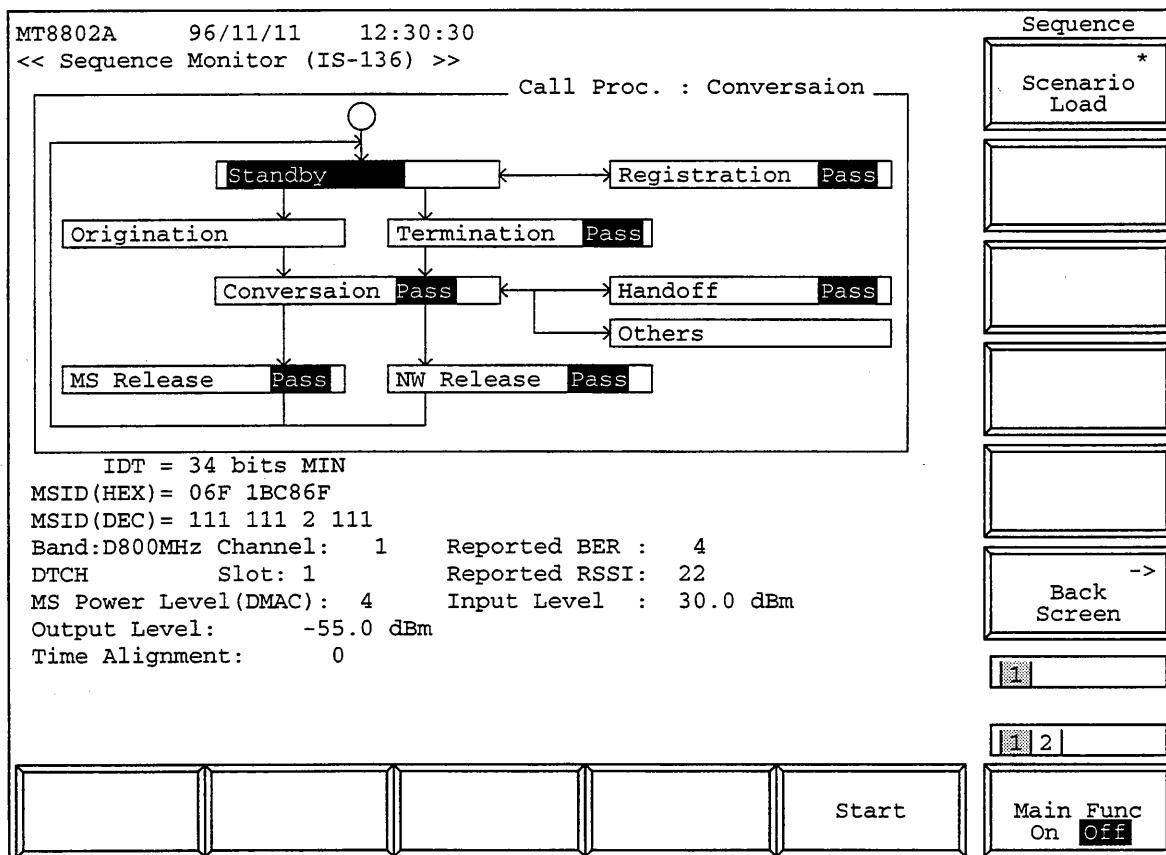 MT8802A 96/11/11 12:30:30
<< Sequence Monitor (IS-136) >>
Call Proc. : Conversaion
Standby
Registration Pass
Origination
Termination Pass
Conversaion Pass
Handoff Pass
Others
MS Release Pass
NW Release Pass
IDT = 34 bits MIN
MSID(HEX)= 06F 1BC86F
MSID(DEC)= 111 111 2 111
Band:D800MHz Channel: 1 Reported BER : 4
DTCH Slot: 1 Reported RSSI: 22
MS Power Level(DMAC): 4 Input Level : 30.0 dBm
Output Level: -55.0 dBm
Time Alignment: 0
Start
Sequence
*
Scenario
Load
->
Back
Screen
1
1 2
Main Func
On Off